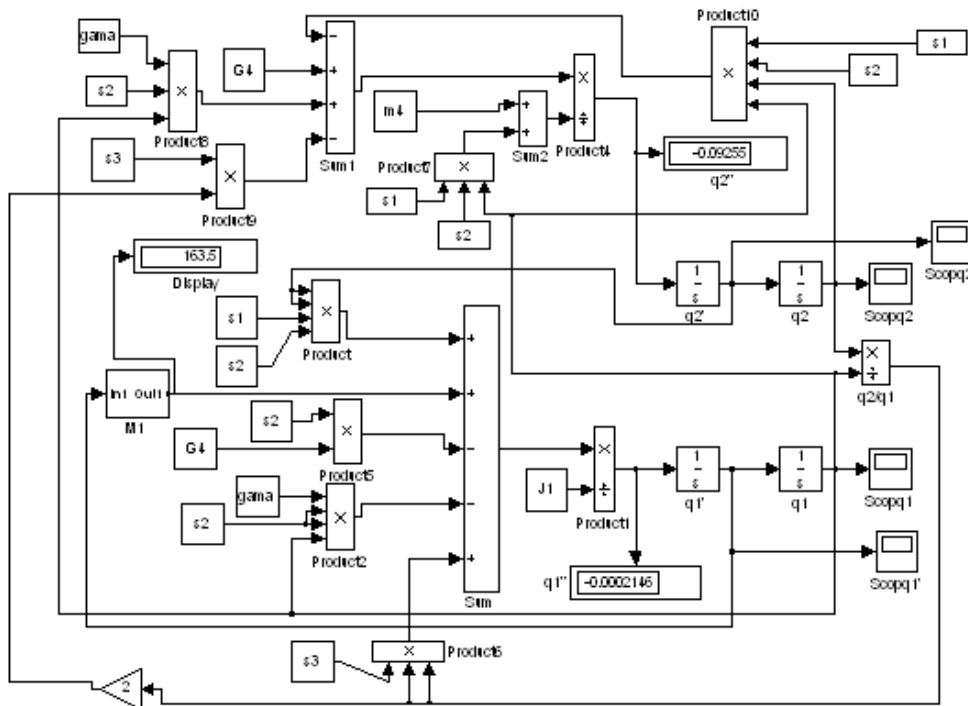 Product10
gama
s1
G4
s2
s2
m4
Product8
Sum1
Sum2
Product4
-0.09255
s3
Product7
q2''
Product9
s1
s2
163.5
Display
Scopq2'
1
s
1
s
s1
q2'
q2
Scopq2
s2
Product
In1 Out1
q2/q1
M1
s2
G4
Product5
1
s
1
s
gama
J1
q1'
q1
Scopq1
s2
Product1
Product2
q1''
-0.0002146
Scopq1'
Sum
s3
Product6
2